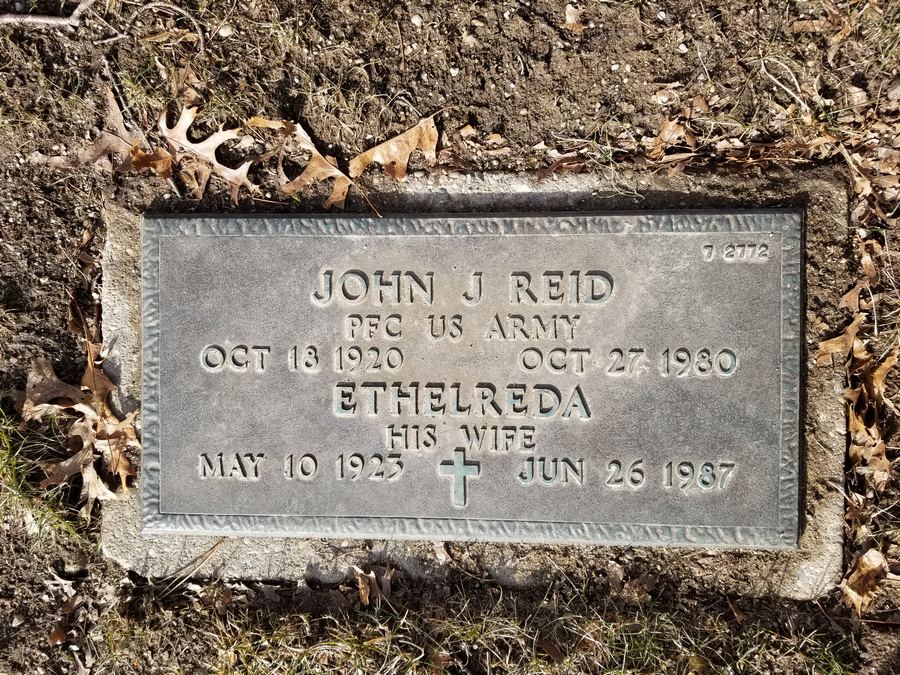 7 2772
JOHN J REID
PFC US ARMY
OCT 18 1920 OCT 27 1980
ETHELREDA
HIS WIFE
MAY 10 1923 JUN 26 1987